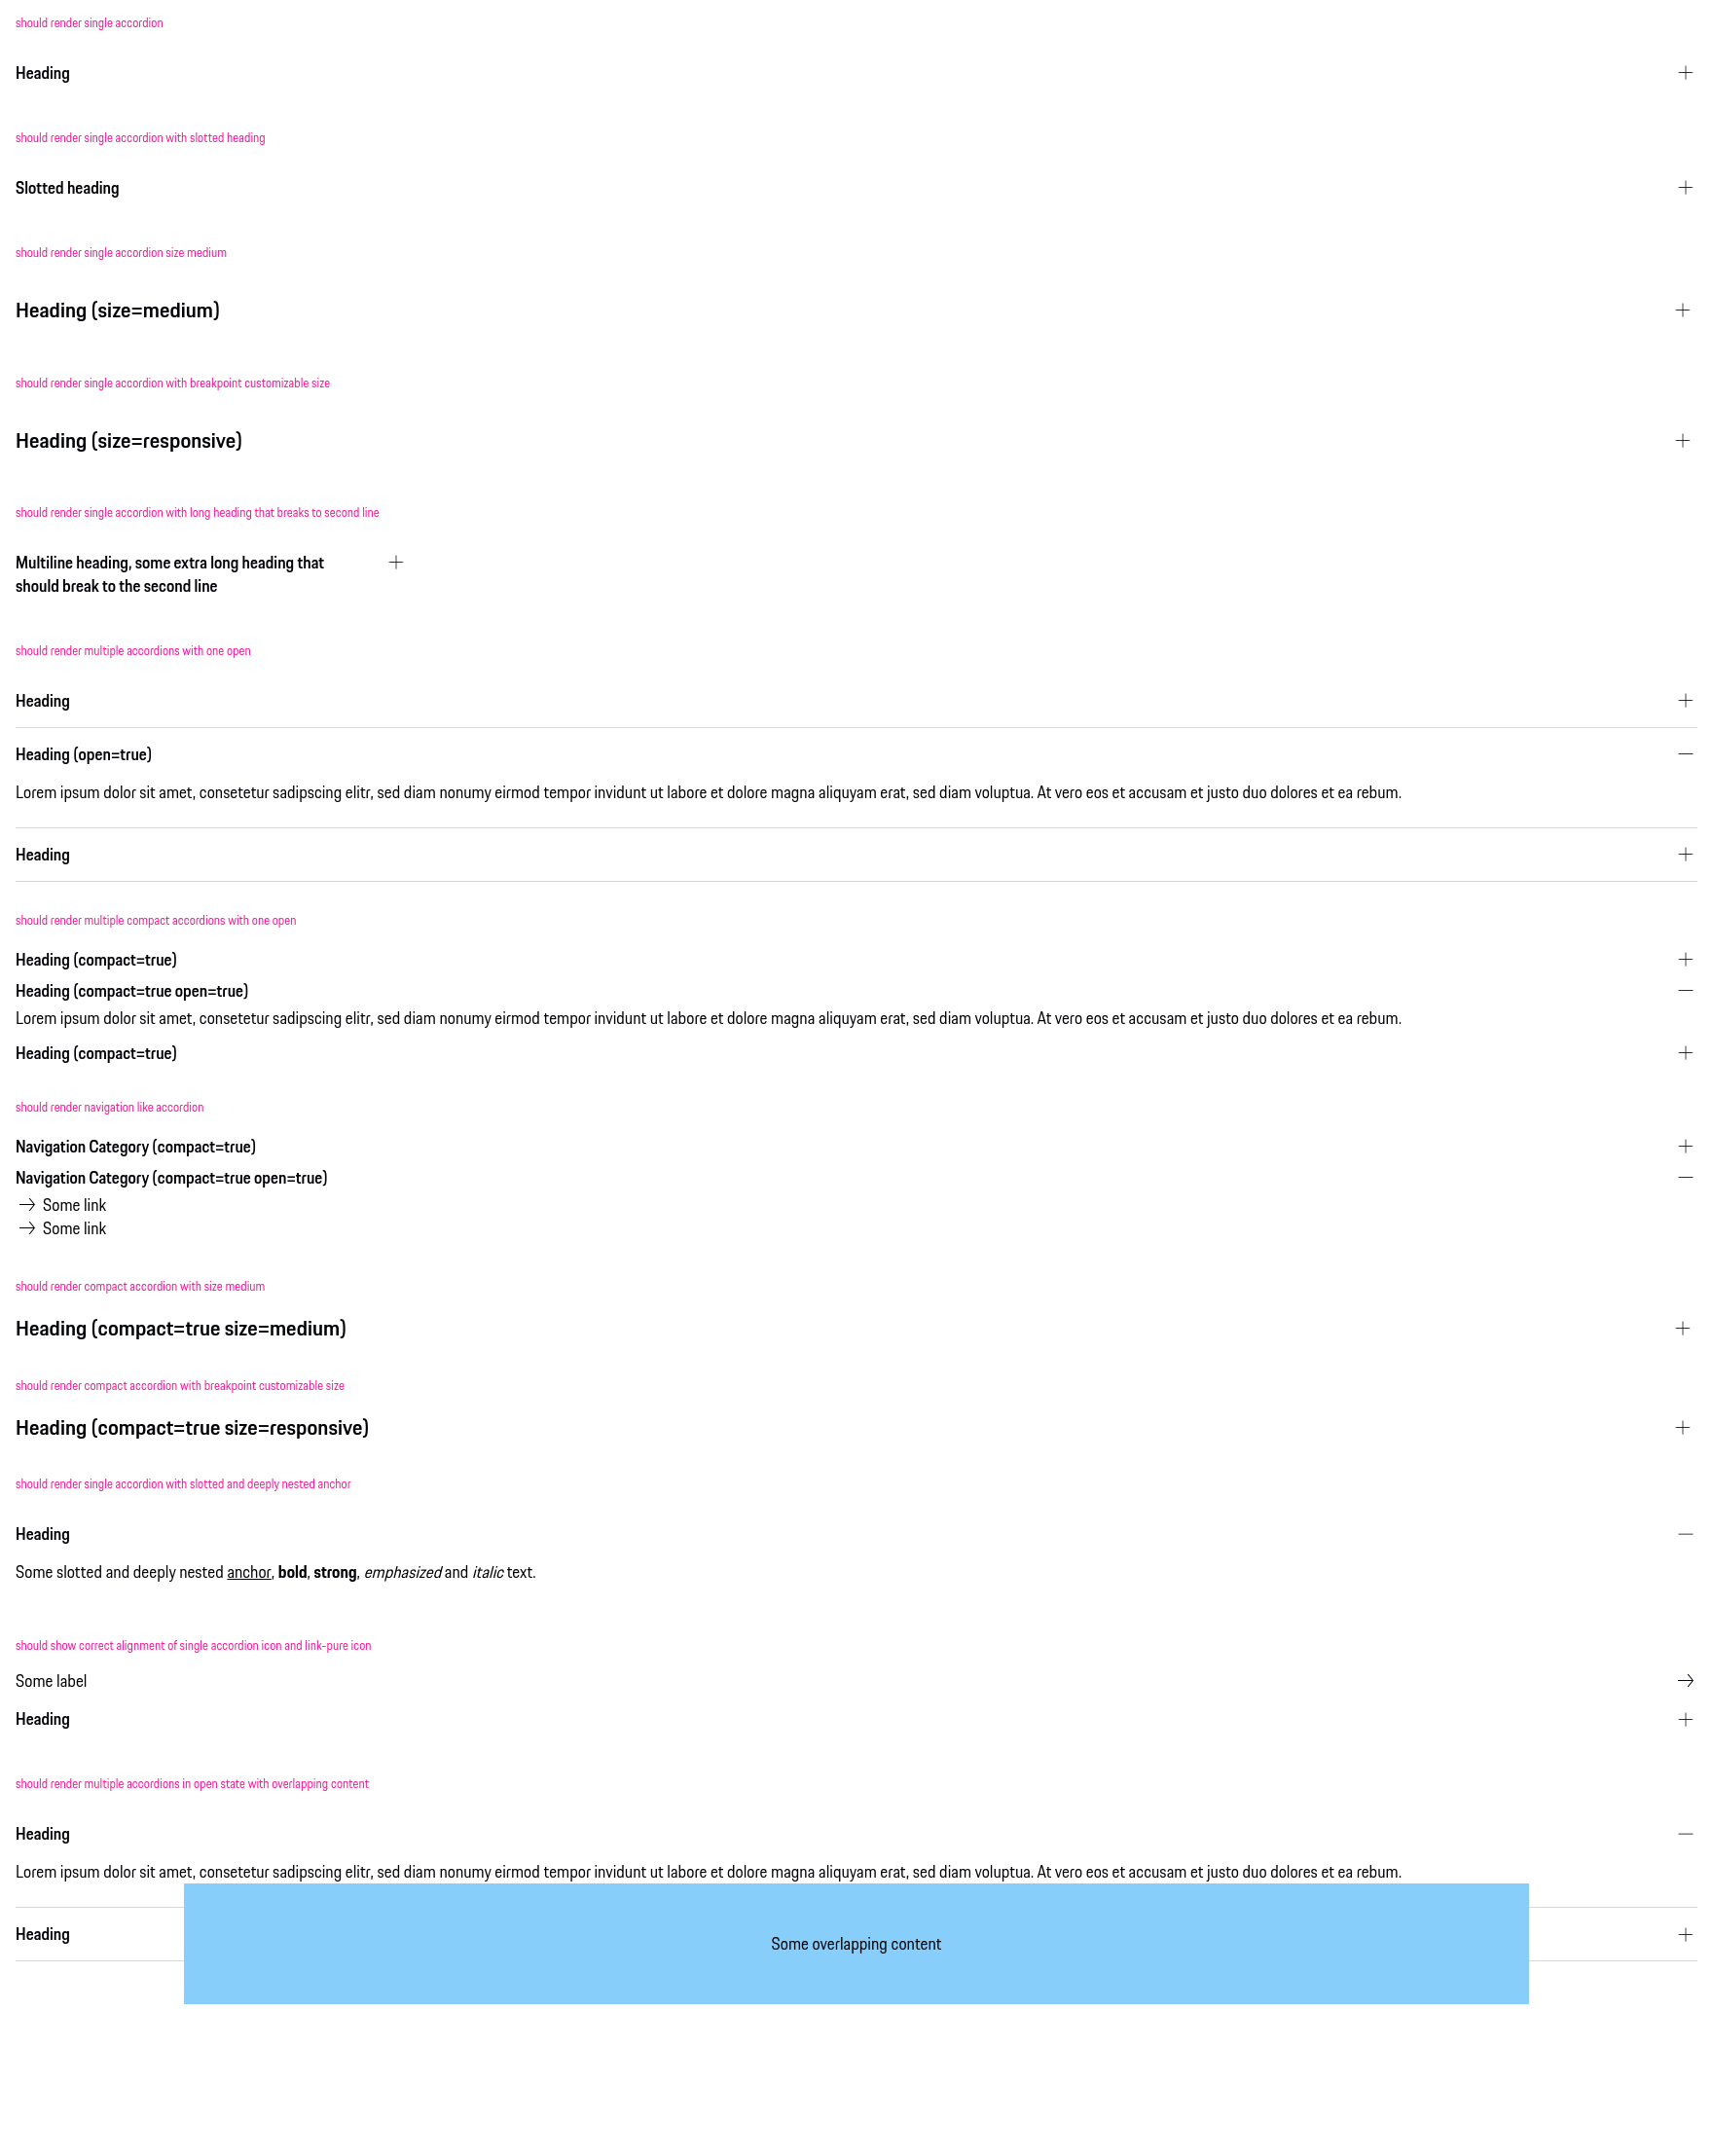 should render single accordion
Heading
should render single accordion with slotted heading
Slotted heading
should render single accordion size medium
Heading (size=medium)
should render single accordion with breakpoint customizable size
Heading (size=responsive)
should render single accordion with long heading that breaks to second line
Multiline heading, some extra long heading that
should break to the second line
should render multiple accordions with one open
Heading
Heading (open=true)
Lorem ipsum dolor sit amet, consetetur sadipscing elitr, sed diam nonumy eirmod tempor invidunt ut labore et dolore magna aliquyam erat, sed diam voluptua. At vero eos et accusam et justo duo dolores et ea rebum.
Heading
should render multiple compact accordions with one open
Heading (compact=true)
Heading (compact=true open=true)
Lorem ipsum dolor sit amet, consetetur sadipscing elitr, sed diam nonumy eirmod tempor invidunt ut labore et dolore magna aliquyam erat, sed diam voluptua. At vero eos et accusam et justo duo dolores et ea rebum.
Heading (compact=true)
should render navigation like accordion
Navigation Category (compact=true)
Navigation Category (compact=true open=true)
Some link
Some link
should render compact accordion with size medium
Heading (compact=true size=medium)
should render compact accordion with breakpoint customizable size
Heading (compact=true size=responsive)
should render single accordion with slotted and deeply nested anchor
Heading
Some slotted and deeply nested anchor, bold, strong, emphasized and italic text.
should show correct alignment of single accordion icon and link-pure icon
Some label
Heading
should render multiple accordions in open state with overlapping content
Heading
Lorem ipsum dolor sit amet, consetetur sadipscing elitr, sed diam nonumy eirmod tempor invidunt ut labore et dolore magna aliquyam erat, sed diam voluptua. At vero eos et accusam et justo duo dolores et ea rebum.
Heading
Some overlapping content